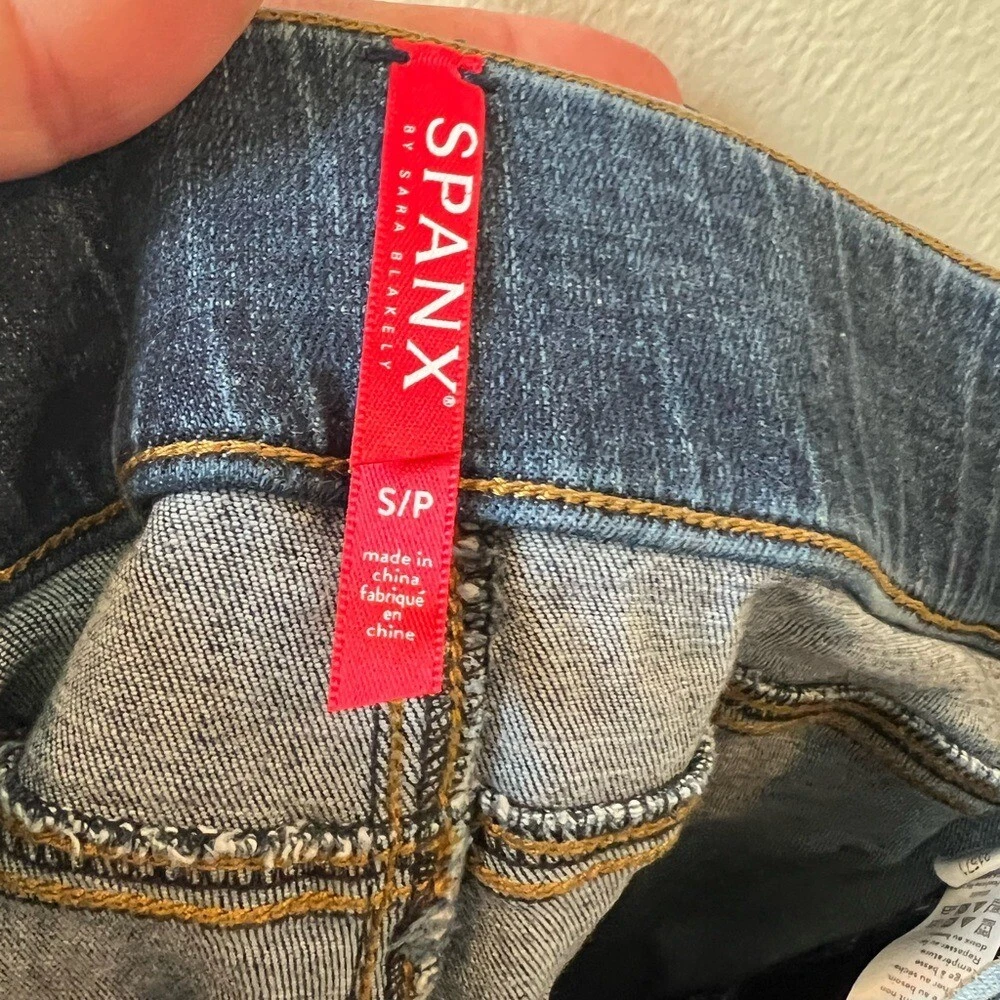 SPANX®
BY SARA BLAKELY
S/P
made in
china
fabriqué
en
chine